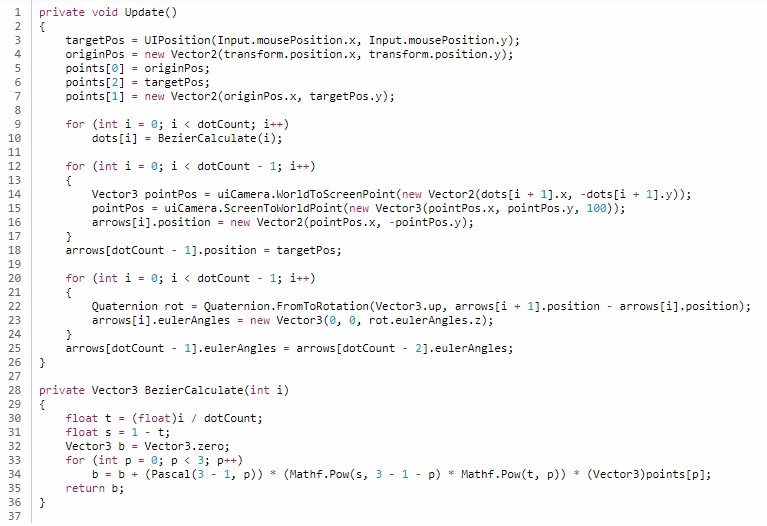 1 private void Update()
2 {
3     targetPos = UIPosition(Input.mousePosition.x, Input.mousePosition.y);
4     originPos = new Vector2(transform.position.x, transform.position.y);
5     points[0] = originPos;
6     points[2] = targetPos;
7     points[1] = new Vector2(originPos.x, targetPos.y);
8
9     for (int i = 0; i < dotCount; i++)
10         dots[i] = BezierCalculate(i);
11
12     for (int i = 0; i < dotCount - 1; i++)
13     {
14         Vector3 pointPos = uiCamera.WorldToScreenPoint(new Vector2(dots[i + 1].x, -dots[i + 1].y));
15         pointPos = uiCamera.ScreenToWorldPoint(new Vector3(pointPos.x, pointPos.y, 100));
16         arrows[i].position = new Vector2(pointPos.x, -pointPos.y);
17     }
18     arrows[dotCount - 1].position = targetPos;
19
20     for (int i = 0; i < dotCount - 1; i++)
21     {
22         Quaternion rot = Quaternion.FromToRotation(Vector3.up, arrows[i + 1].position - arrows[i].position);
23         arrows[i].eulerAngles = new Vector3(0, 0, rot.eulerAngles.z);
24     }
25     arrows[dotCount - 1].eulerAngles = arrows[dotCount - 2].eulerAngles;
26 }
27
28 private Vector3 BezierCalculate(int i)
29 {
30     float t = (float)i / dotCount;
31     float s = 1 - t;
32     Vector3 b = Vector3.zero;
33     for (int p = 0; p < 3; p++)
34         b = b + (Pascal(3 - 1, p)) * (Mathf.Pow(s, 3 - 1 - p) * Mathf.Pow(t, p)) * (Vector3)points[p];
35     return b;
36 }
37